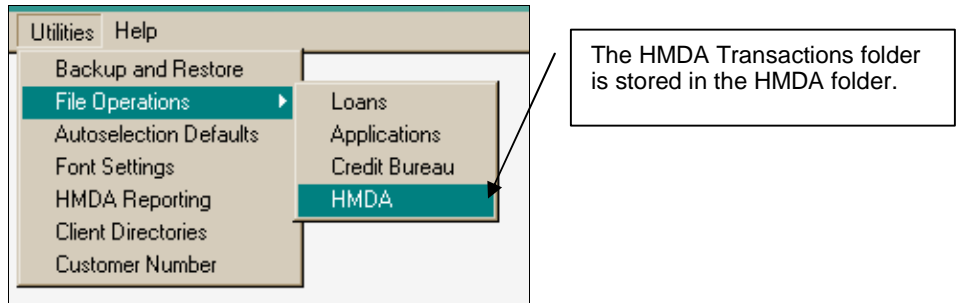 Utilities Help
Backup and Restore
File Operations
Autoselection Defaults
Font Settings
HMDA Reporting
Client Directories
Customer Number
Loans
Applications
Credit Bureau
HMDA
The HMDA Transactions folder
is stored in the HMDA folder.